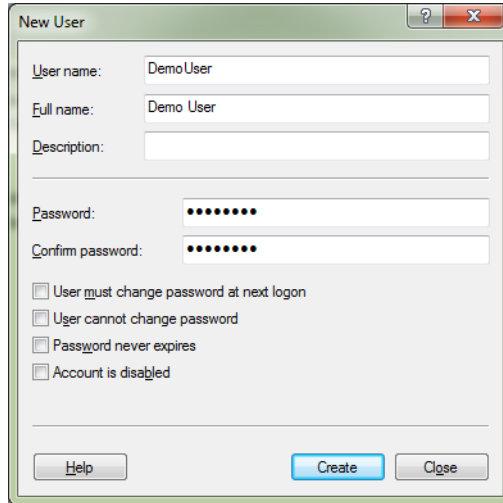 New User
User name: DemoUser
Full name: Demo User
Description:
Password: ●●●●●●●●
Confirm password: ●●●●●●●●
User must change password at next logon
User cannot change password
Password never expires
Account is disabled
Help Create Close